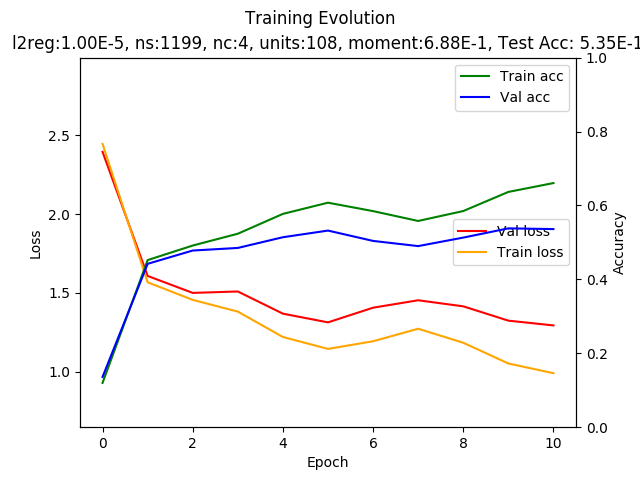 Training Evolution
l2reg:1.00E-5, ns:1199, nc:4, units:108, moment:6.88E-1, Test Acc: 5.35E-1
Train acc
Val acc
Val loss
Train loss
Loss
2.5
2.0
1.5
1.0
Accuracy
1.0
0.8
0.6
0.4
0.2
0.0
0 2 4 6 8 10
Epoch